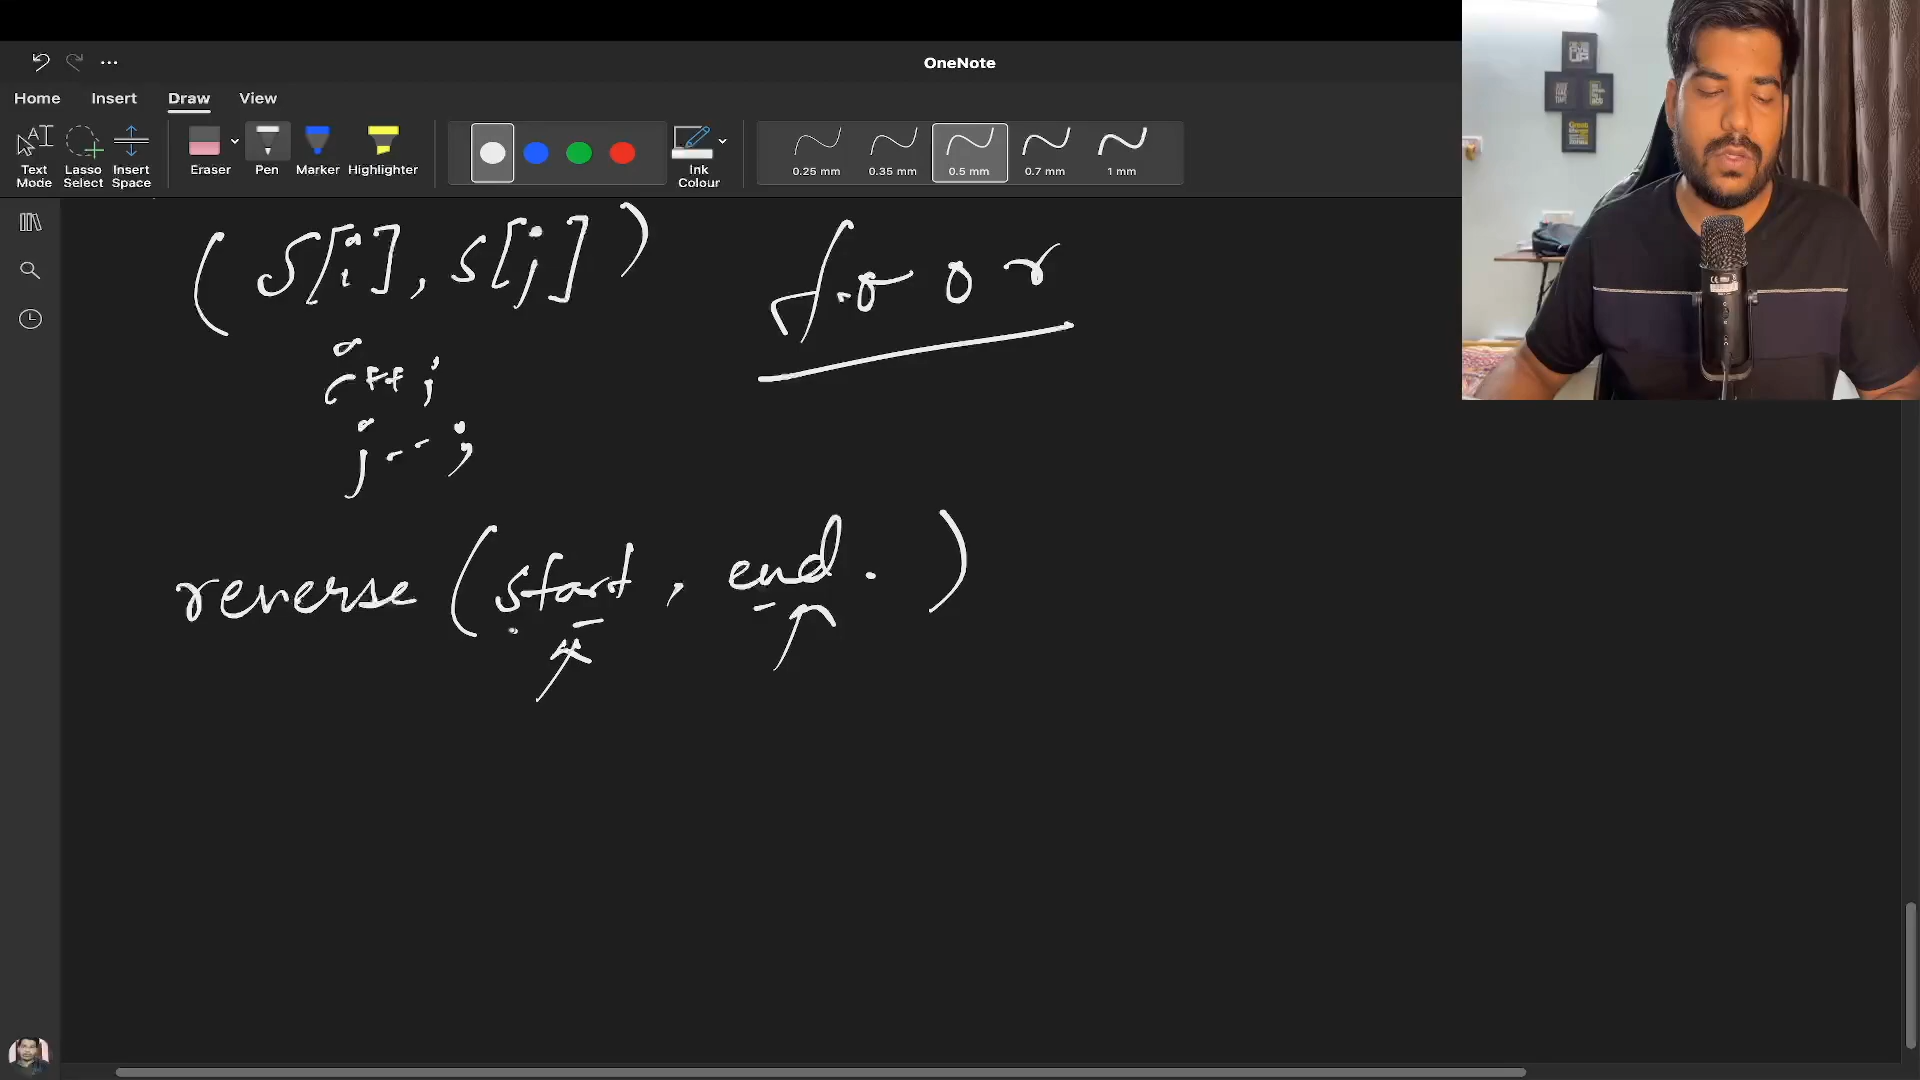 OneNote
Home Insert Draw View
Text Mode
Lasso Select
Insert Space
Eraser
Pen
Marker
Highlighter
Ink Colour
0.25 mm
0.35 mm
0.5 mm
0.7 mm
1 mm
(S[i], s[j])
i++;
j--;
reverse (start, end. )